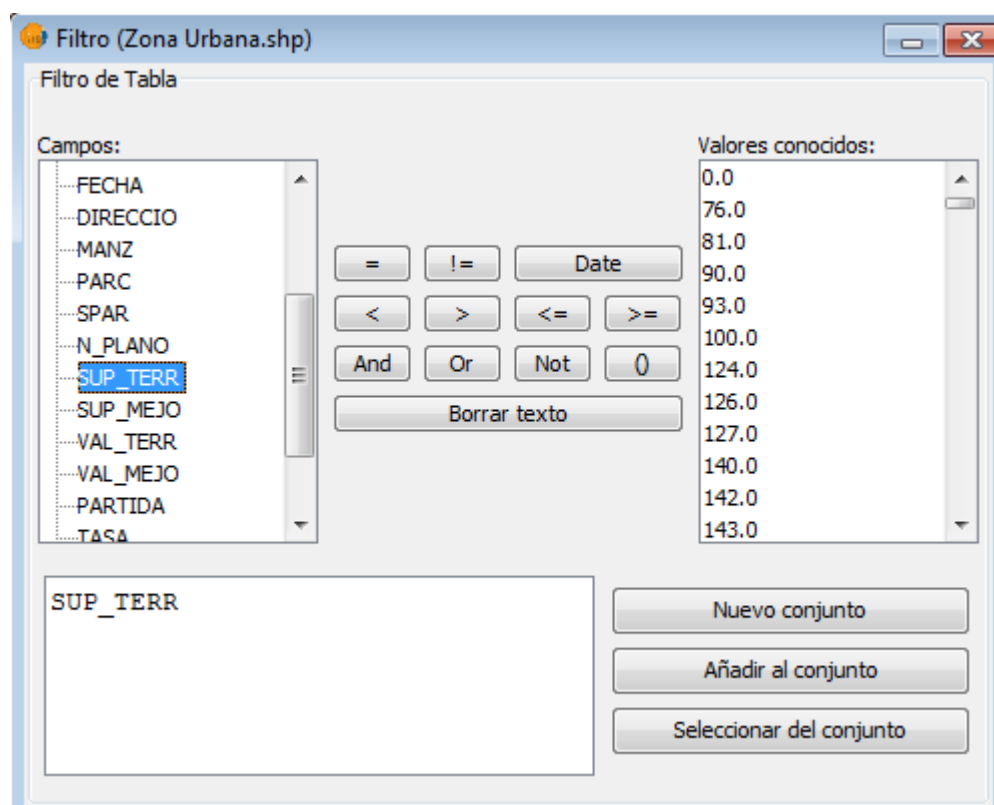 Filtro (Zona Urbana.shp)
Filtro de Tabla
Campos:
FECHA
DIRECCIO
MANZ
PARC
SPAR
N_PLANO
SUP_TERR
SUP_MEJO
VAL_TERR
VAL_MEJO
PARTIDA
TASA
= != Date
< > <= >=
And Or Not ()
Borrar texto
Valores conocidos:
0.0
76.0
81.0
90.0
93.0
100.0
124.0
126.0
127.0
140.0
142.0
143.0
SUP_TERR
Nuevo conjunto
Añadir al conjunto
Seleccionar del conjunto